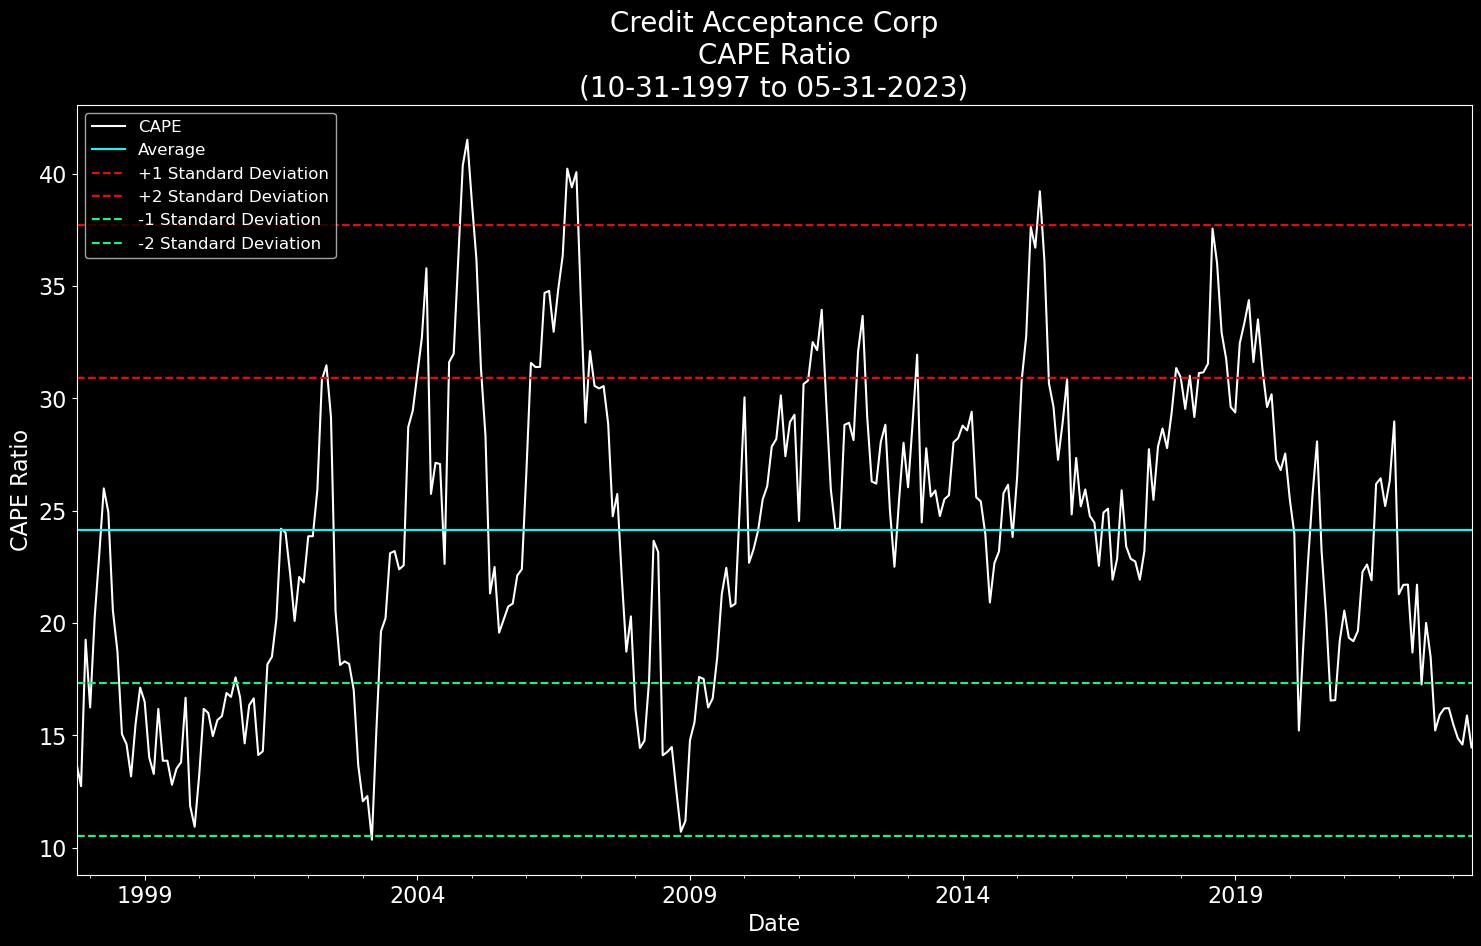 Credit Acceptance Corp
CAPE Ratio
(10-31-1997 to 05-31-2023)
CAPE
Average
+1 Standard Deviation
+2 Standard Deviation
-1 Standard Deviation
-2 Standard Deviation
CAPE Ratio
40
35
30
25
20
15
10
1999
2004
2009
2014
2019
Date